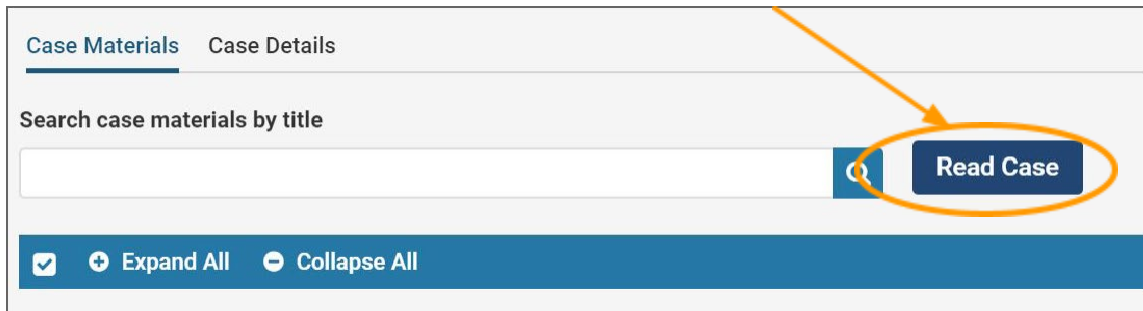 Case Materials Case Details
Search case materials by title
Read Case
Expand All Collapse All